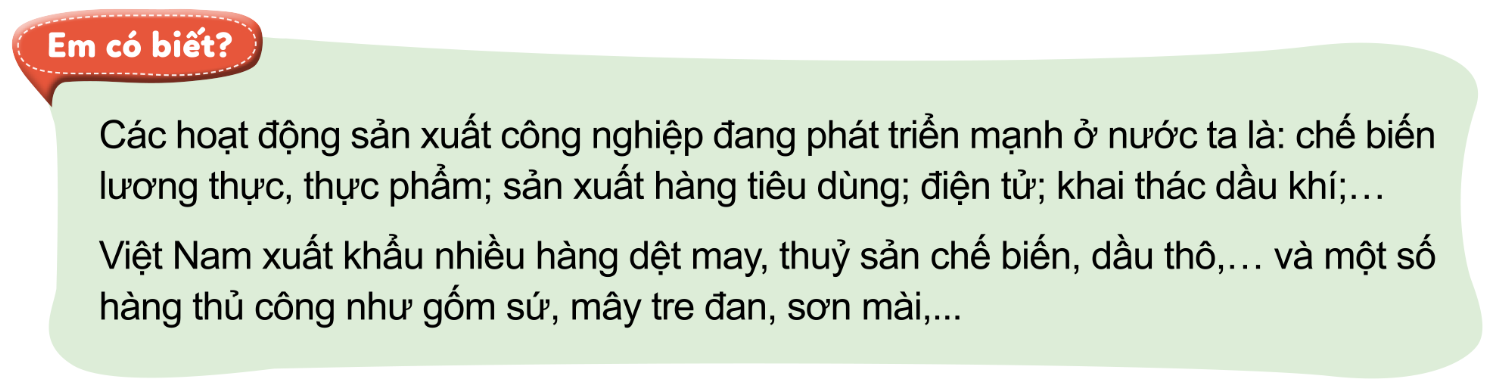 Em có biết?
Các hoạt động sản xuất công nghiệp đang phát triển mạnh ở nước ta là: chế biến
lương thực, thực phẩm; sản xuất hàng tiêu dùng; điện tử; khai thác dầu khí;…
Việt Nam xuất khẩu nhiều hàng dệt may, thuỷ sản chế biến, dầu thô,… và một số
hàng thủ công như gốm sứ, mây tre đan, sơn mài,...